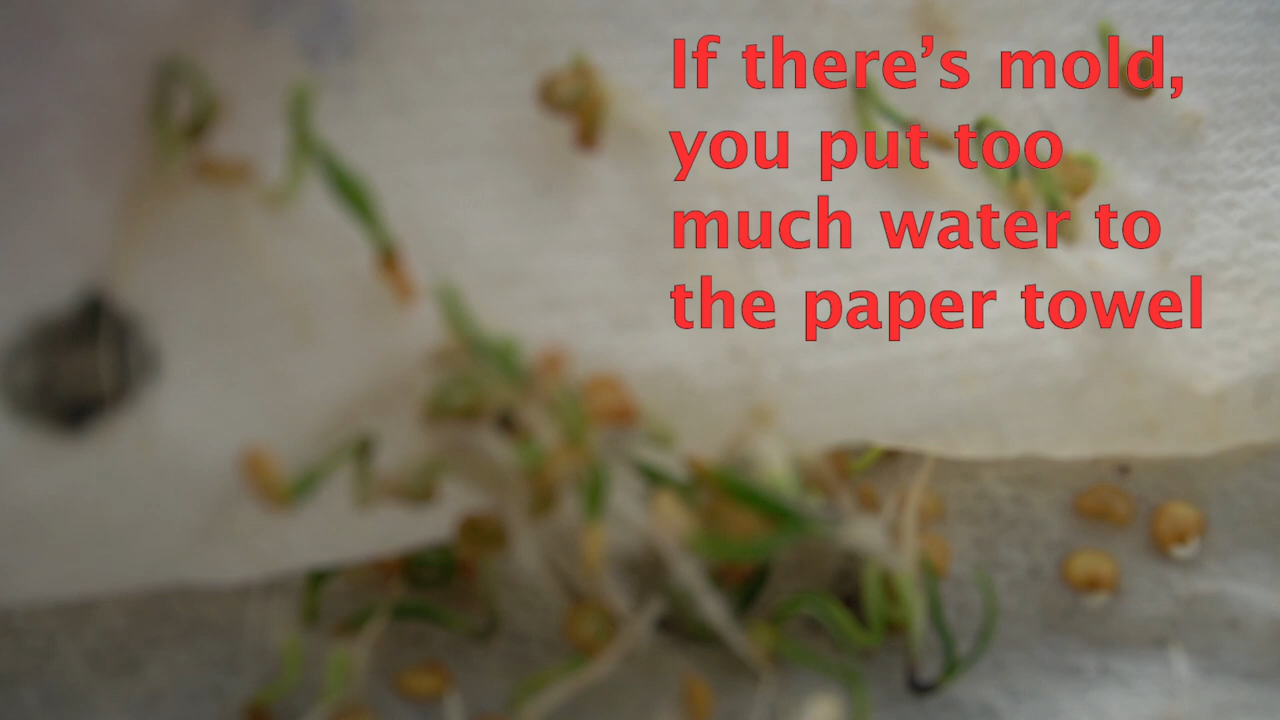 If there’s mold,
you put too
much water to
the paper towel